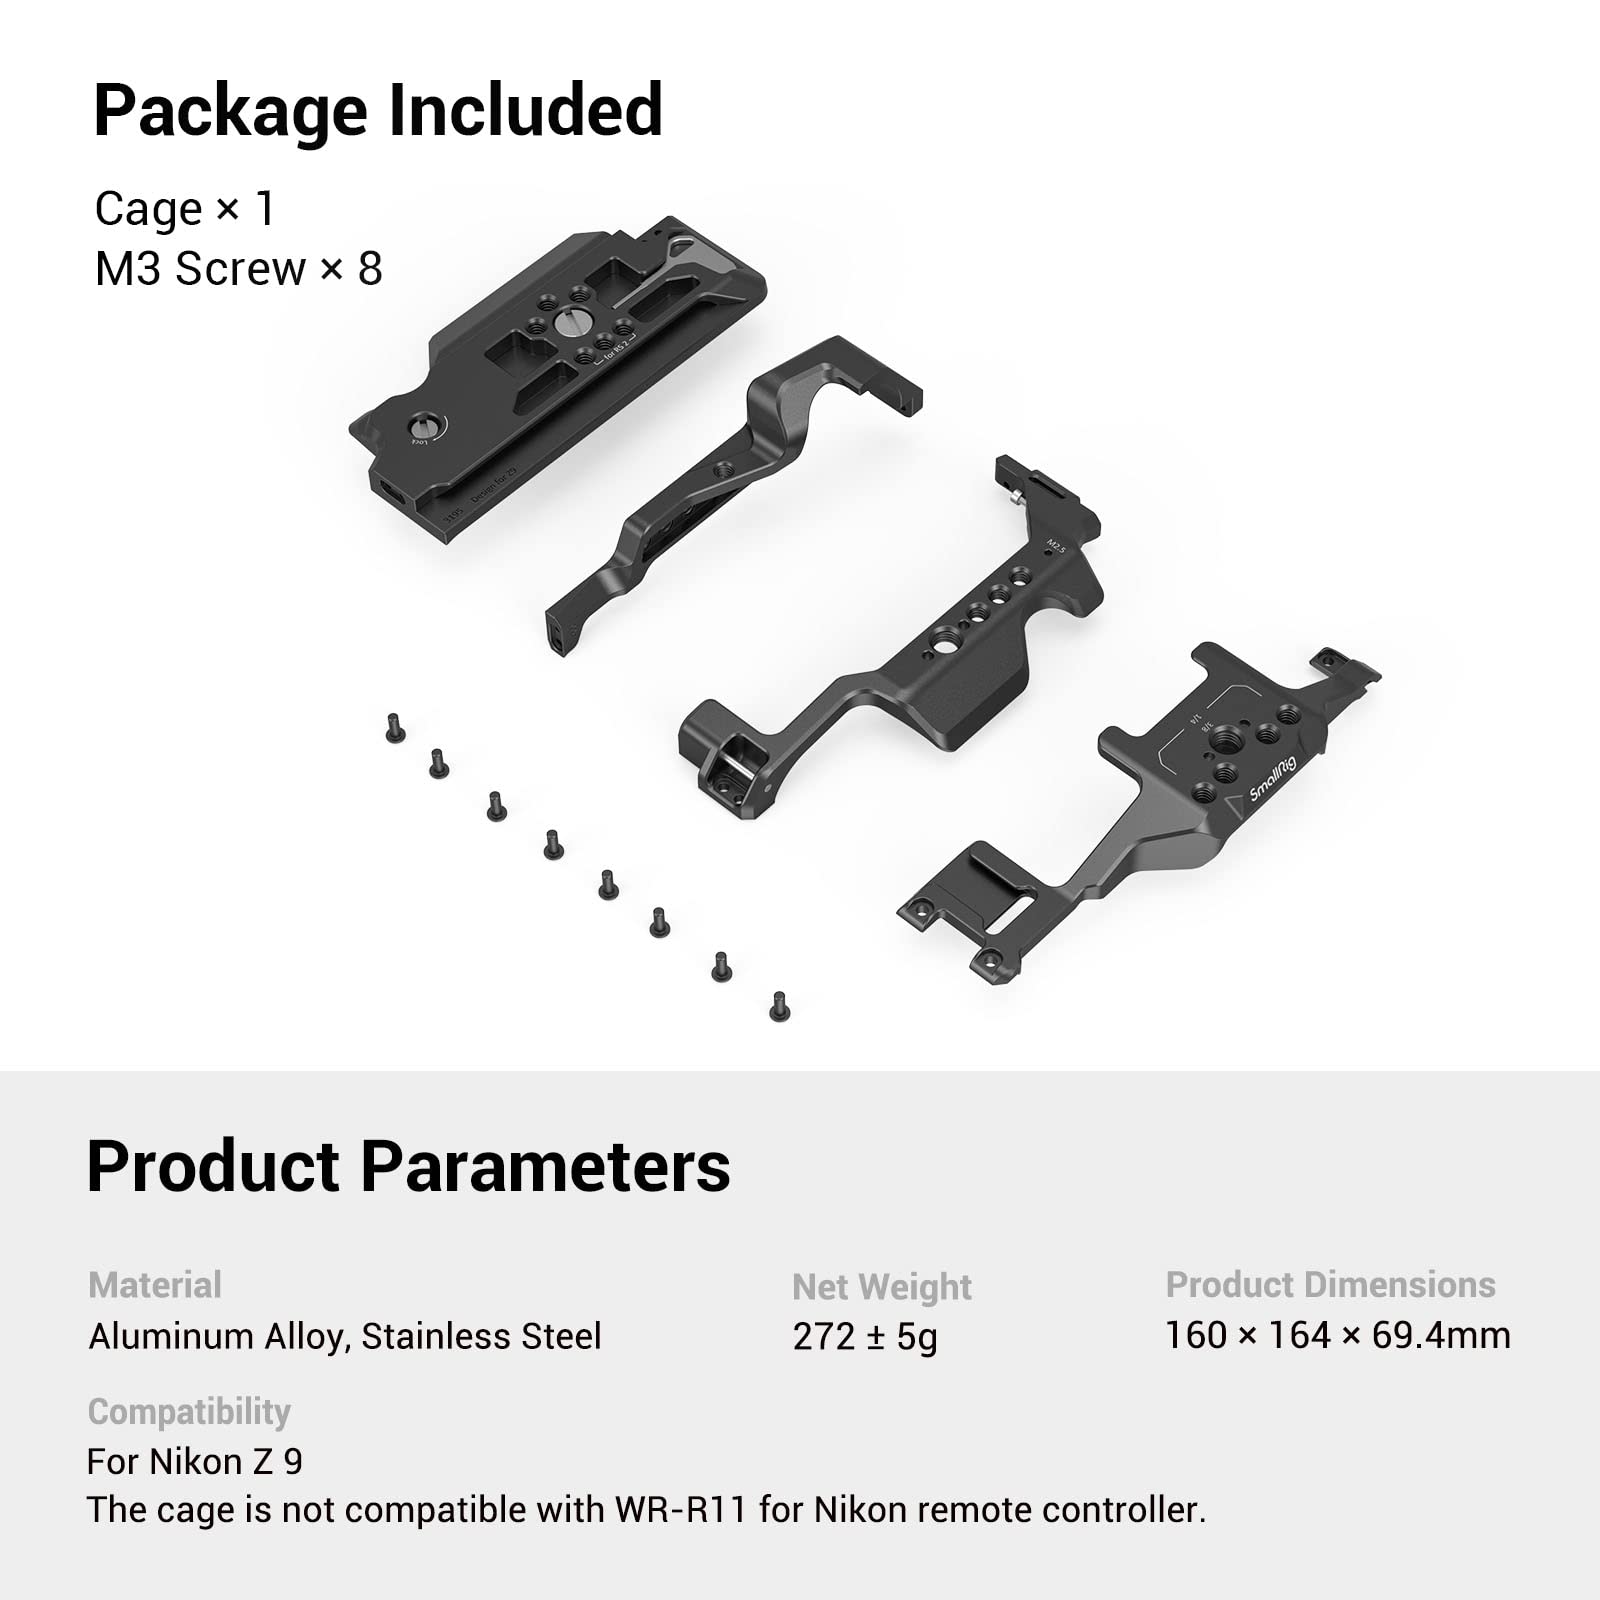 Package Included
Cage × 1
M3 Screw × 8
for RS 2
Lock
3195 Design for Z9
M2.5
1/4
3/8
SmallRig
Product Parameters
Material
Aluminum Alloy, Stainless Steel
Net Weight
272 ± 5g
Product Dimensions
160 × 164 × 69.4mm
Compatibility
For Nikon Z 9
The cage is not compatible with WR-R11 for Nikon remote controller.